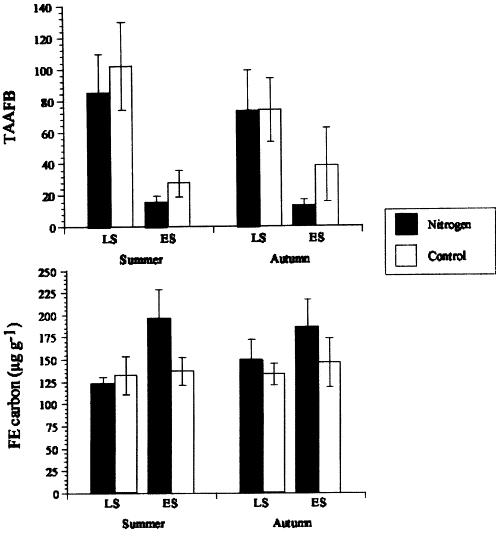 140
120
100
80
60
40
20
0
TAAFB
LS ES LS ES
Summer Autumn
Nitrogen
Control
250
225
200
175
150
125
100
75
50
25
0
FE carbon (µg g-1)
LS ES LS ES
Summer Autumn